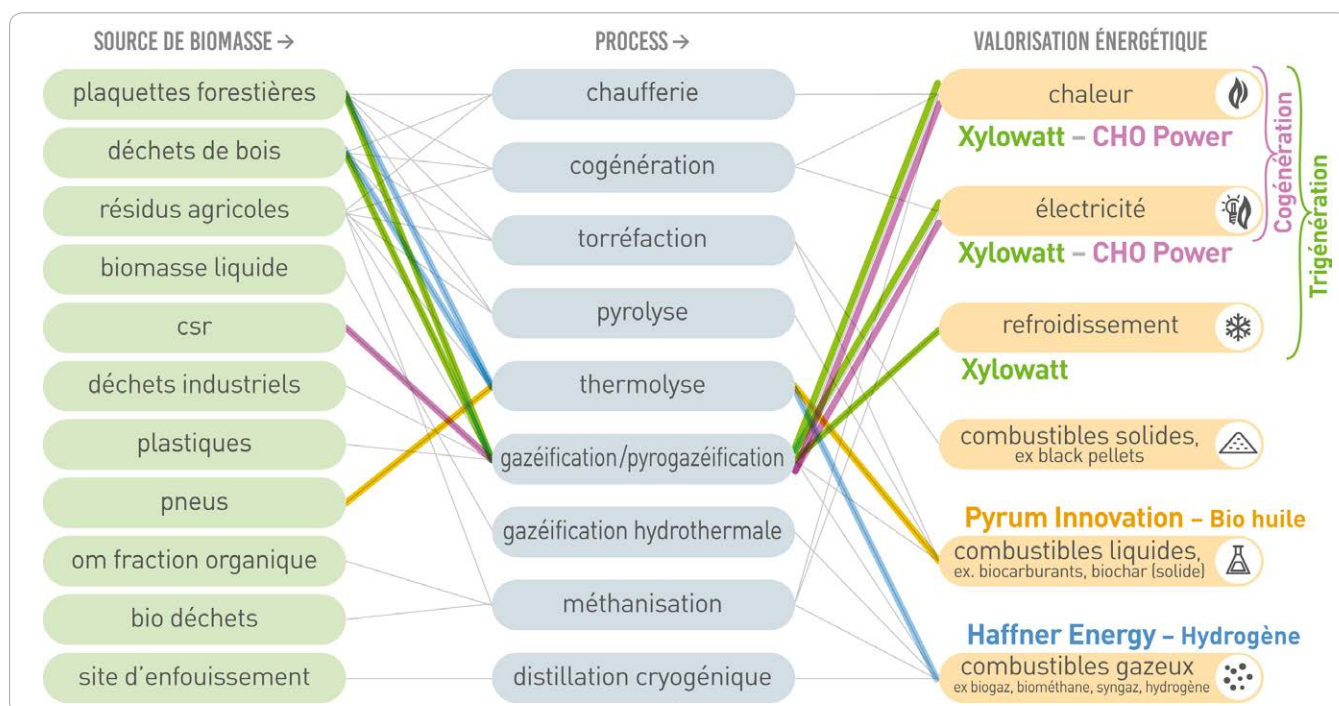 SOURCE DE BIOMASSE →
plaquettes forestières
déchets de bois
résidus agricoles
biomasse liquide
csr
déchets industriels
plastiques
pneus
om fraction organique
bio déchets
site d'enfouissement
PROCESS →
chaufferie
cogénération
torréfaction
pyrolyse
thermolyse
gazéification/pyrogazéification
gazéification hydrothermale
méthanisation
distillation cryogénique
VALORISATION ÉNERGÉTIQUE
chaleur
Xylowatt – CHO Power
électricité
Xylowatt – CHO Power
refroidissement
Xylowatt
combustibles solides,
ex black pellets
Pyrum Innovation – Bio huile
combustibles liquides,
ex. biocarburants, biochar (solide)
Haffner Energy – Hydrogène
combustibles gazeux
ex biogaz, biométhane, syngaz, hydrogène
Cogénération
Trigénération